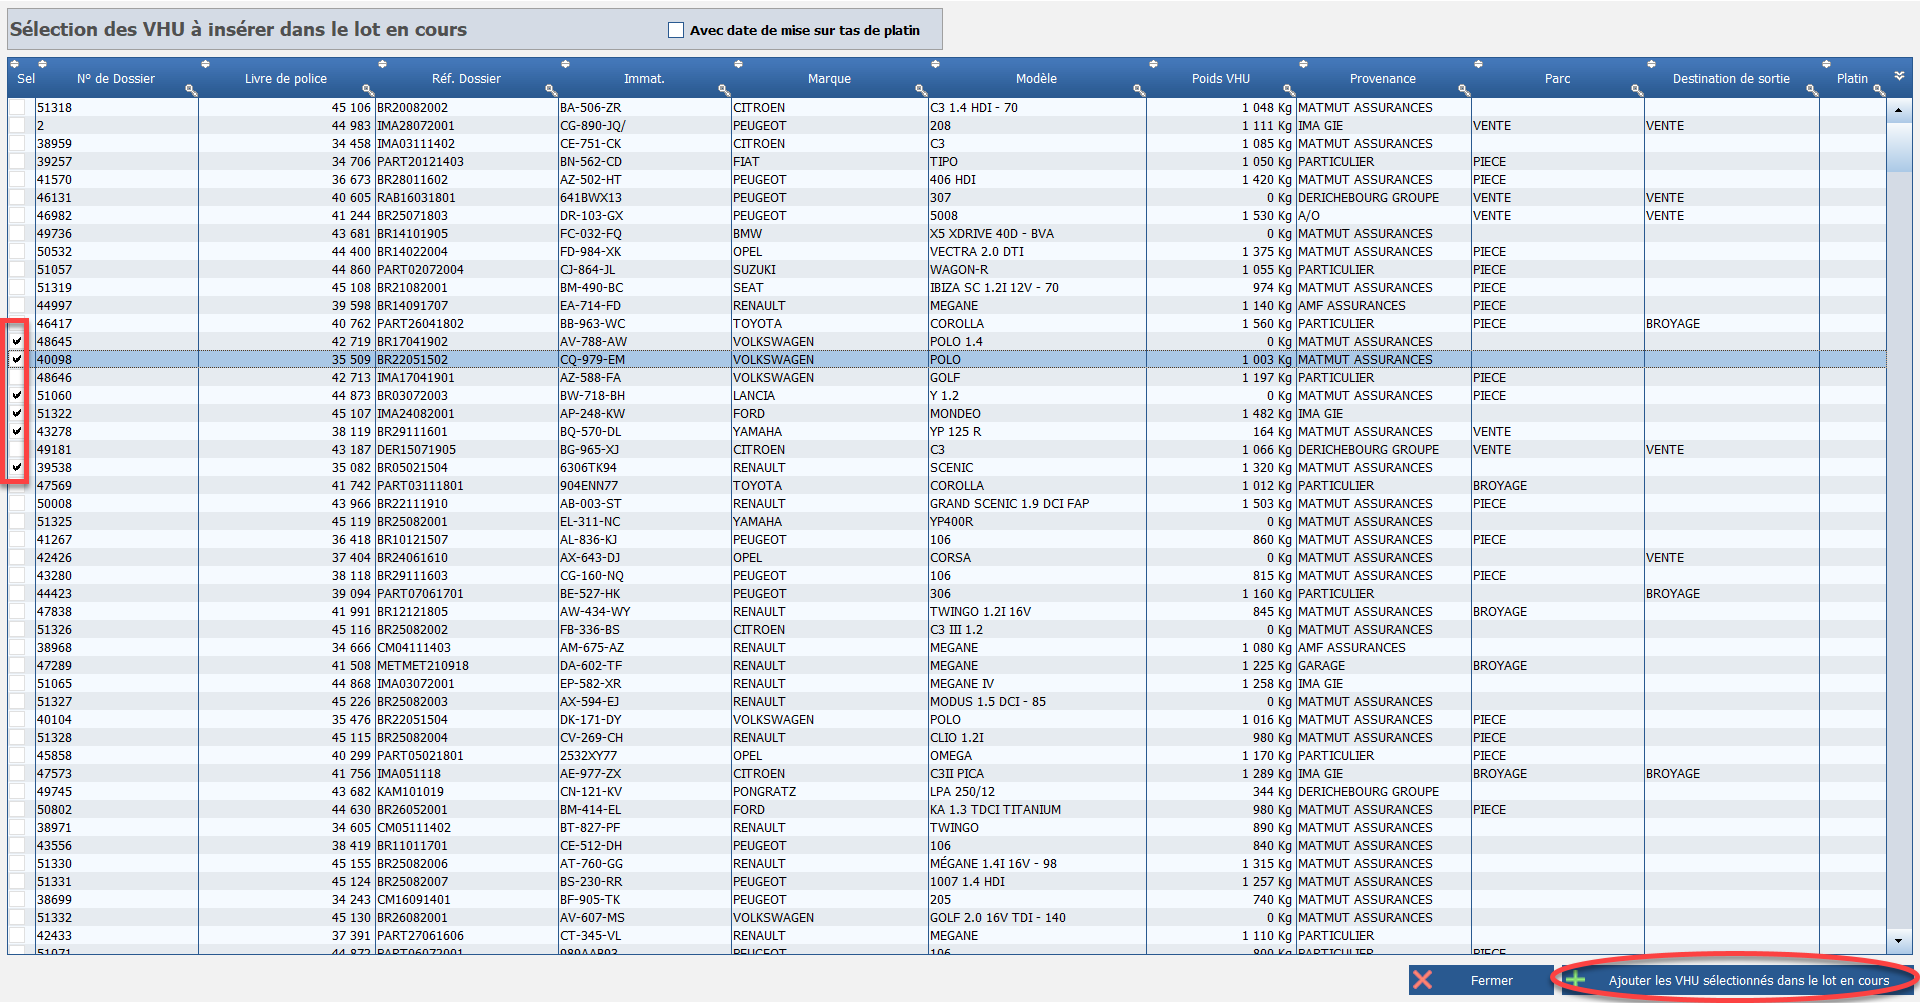 Sélection des VHU à insérer dans le lot en cours Avec date de mise sur tas de platin
Sel N° de Dossier Livre de police Réf. Dossier Immat. Marque Modèle Poids VHU Provenance Parc Destination de sortie Platin
51318 45 106 BR20082002 BA-506-ZR CITROEN C3 1.4 HDI - 70 1 048 Kg MATMUT ASSURANCES
2 44 983 IMA28072001 CG-890-JQ/ PEUGEOT 208 1 111 Kg IMA GIE VENTE VENTE
38959 34 458 IMA03111402 CE-751-CK CITROEN C3 1 085 Kg MATMUT ASSURANCES
39257 34 706 PART20121403 BN-562-CD FIAT TIPO 1 050 Kg PARTICULIER PIECE
41570 36 673 BR28011602 AZ-502-HT PEUGEOT 406 HDI 1 420 Kg MATMUT ASSURANCES PIECE
46131 40 605 RAB16031801 641BWX13 PEUGEOT 307 0 Kg DERICHEBOURG GROUPE VENTE VENTE
46982 41 244 BR25071803 DR-103-GX PEUGEOT 5008 1 530 Kg A/O VENTE VENTE
49736 43 681 BR14101905 FC-032-FQ BMW X5 XDRIVE 40D - BVA 0 Kg MATMUT ASSURANCES
50532 44 400 BR14022004 FD-984-XK OPEL VECTRA 2.0 DTI 1 375 Kg MATMUT ASSURANCES PIECE
51057 44 860 PART02072004 CJ-864-JL SUZUKI WAGON-R 1 055 Kg PARTICULIER PIECE
51319 45 108 BR21082001 BM-490-BC SEAT IBIZA SC 1.2I 12V - 70 974 Kg MATMUT ASSURANCES PIECE
44997 39 598 BR14091707 EA-714-FD RENAULT MEGANE 1 140 Kg AMF ASSURANCES PIECE
46417 40 762 PART26041802 BB-963-WC TOYOTA COROLLA 1 560 Kg PARTICULIER PIECE BROYAGE
48645 42 719 BR17041902 AV-788-AW VOLKSWAGEN POLO 1.4 0 Kg MATMUT ASSURANCES
40098 35 509 BR22051502 CQ-979-EM VOLKSWAGEN POLO 1 003 Kg MATMUT ASSURANCES
48646 42 713 IMA17041901 AZ-588-FA VOLKSWAGEN GOLF 1 197 Kg PARTICULIER PIECE
51060 44 873 BR03072003 BW-718-BH LANCIA Y 1.2 0 Kg MATMUT ASSURANCES PIECE
51322 45 107 IMA24082001 AP-248-KW FORD MONDEO 1 482 Kg IMA GIE
43278 38 119 BR29111601 BQ-570-DL YAMAHA YP 125 R 164 Kg MATMUT ASSURANCES VENTE
49181 43 187 DER15071905 BG-965-XJ CITROEN C3 1 066 Kg DERICHEBOURG GROUPE VENTE VENTE
39538 35 082 BR05021504 6306TK94 RENAULT SCENIC 1 320 Kg MATMUT ASSURANCES
47569 41 742 PART03111801 904ENN77 TOYOTA COROLLA 1 012 Kg PARTICULIER BROYAGE
50008 43 966 BR22111910 AB-003-ST RENAULT GRAND SCENIC 1.9 DCI FAP 1 503 Kg MATMUT ASSURANCES PIECE
51325 45 119 BR25082001 EL-311-NC YAMAHA YP400R 0 Kg MATMUT ASSURANCES
41267 36 418 BR10121507 AL-836-KJ PEUGEOT 106 860 Kg MATMUT ASSURANCES PIECE
42426 37 404 BR24061610 AX-643-DJ OPEL CORSA 0 Kg MATMUT ASSURANCES VENTE
43280 38 118 BR29111603 CG-160-NQ PEUGEOT 106 815 Kg MATMUT ASSURANCES PIECE
44423 39 094 PART07061701 BE-527-HK PEUGEOT 306 1 160 Kg PARTICULIER BROYAGE
47838 41 991 BR12121805 AW-434-WY RENAULT TWINGO 1.2I 16V 845 Kg MATMUT ASSURANCES BROYAGE
51326 45 116 BR25082002 FB-336-BS CITROEN C3 III 1.2 0 Kg MATMUT ASSURANCES
38968 34 666 CM04111403 AM-675-AZ RENAULT MEGANE 1 080 Kg AMF ASSURANCES
47289 41 508 METMET210918 DA-602-TF RENAULT MEGANE 1 225 Kg GARAGE BROYAGE
51065 44 868 IMA03072001 EP-582-XR RENAULT MEGANE IV 1 258 Kg IMA GIE
51327 45 226 BR25082003 AX-594-EJ RENAULT MODUS 1.5 DCI - 85 0 Kg MATMUT ASSURANCES
40104 35 476 BR22051504 DK-171-DY VOLKSWAGEN POLO 1 016 Kg MATMUT ASSURANCES PIECE
51328 45 115 BR25082004 CV-269-CH RENAULT CLIO 1.2I 980 Kg MATMUT ASSURANCES PIECE
45858 40 299 PART05021801 2532XY77 OPEL OMEGA 1 170 Kg PARTICULIER PIECE
47573 41 756 IMA051118 AE-977-ZX CITROEN C3II PICA 1 289 Kg IMA GIE BROYAGE BROYAGE
49745 43 682 KAM101019 CN-121-KV PONGRATZ LPA 250/12 344 Kg DERICHEBOURG GROUPE
50802 44 630 BR26052001 BM-414-EL FORD KA 1.3 TDCI TITANIUM 980 Kg MATMUT ASSURANCES PIECE
38971 34 605 CM05111402 BT-827-PF RENAULT TWINGO 890 Kg MATMUT ASSURANCES
43556 38 419 BR11011701 CE-512-DH PEUGEOT 106 840 Kg MATMUT ASSURANCES
51330 45 155 BR25082006 AT-760-GG RENAULT MÉGANE 1.4I 16V - 98 1 315 Kg MATMUT ASSURANCES
51331 45 124 BR25082007 BS-230-RR PEUGEOT 1007 1.4 HDI 1 257 Kg MATMUT ASSURANCES
38699 34 243 CM16091401 BF-905-TK PEUGEOT 205 740 Kg MATMUT ASSURANCES
51332 45 130 BR26082001 AV-607-MS VOLKSWAGEN GOLF 2.0 16V TDI - 140 0 Kg MATMUT ASSURANCES
42433 37 391 PART27061606 CT-345-VL RENAULT MEGANE 1 110 Kg PARTICULIER
51071 44 872 PART06072001 PEUGEOT 106 800 Kg PARTICULIER PIECE
Fermer Ajouter les VHU sélectionnés dans le lot en cours